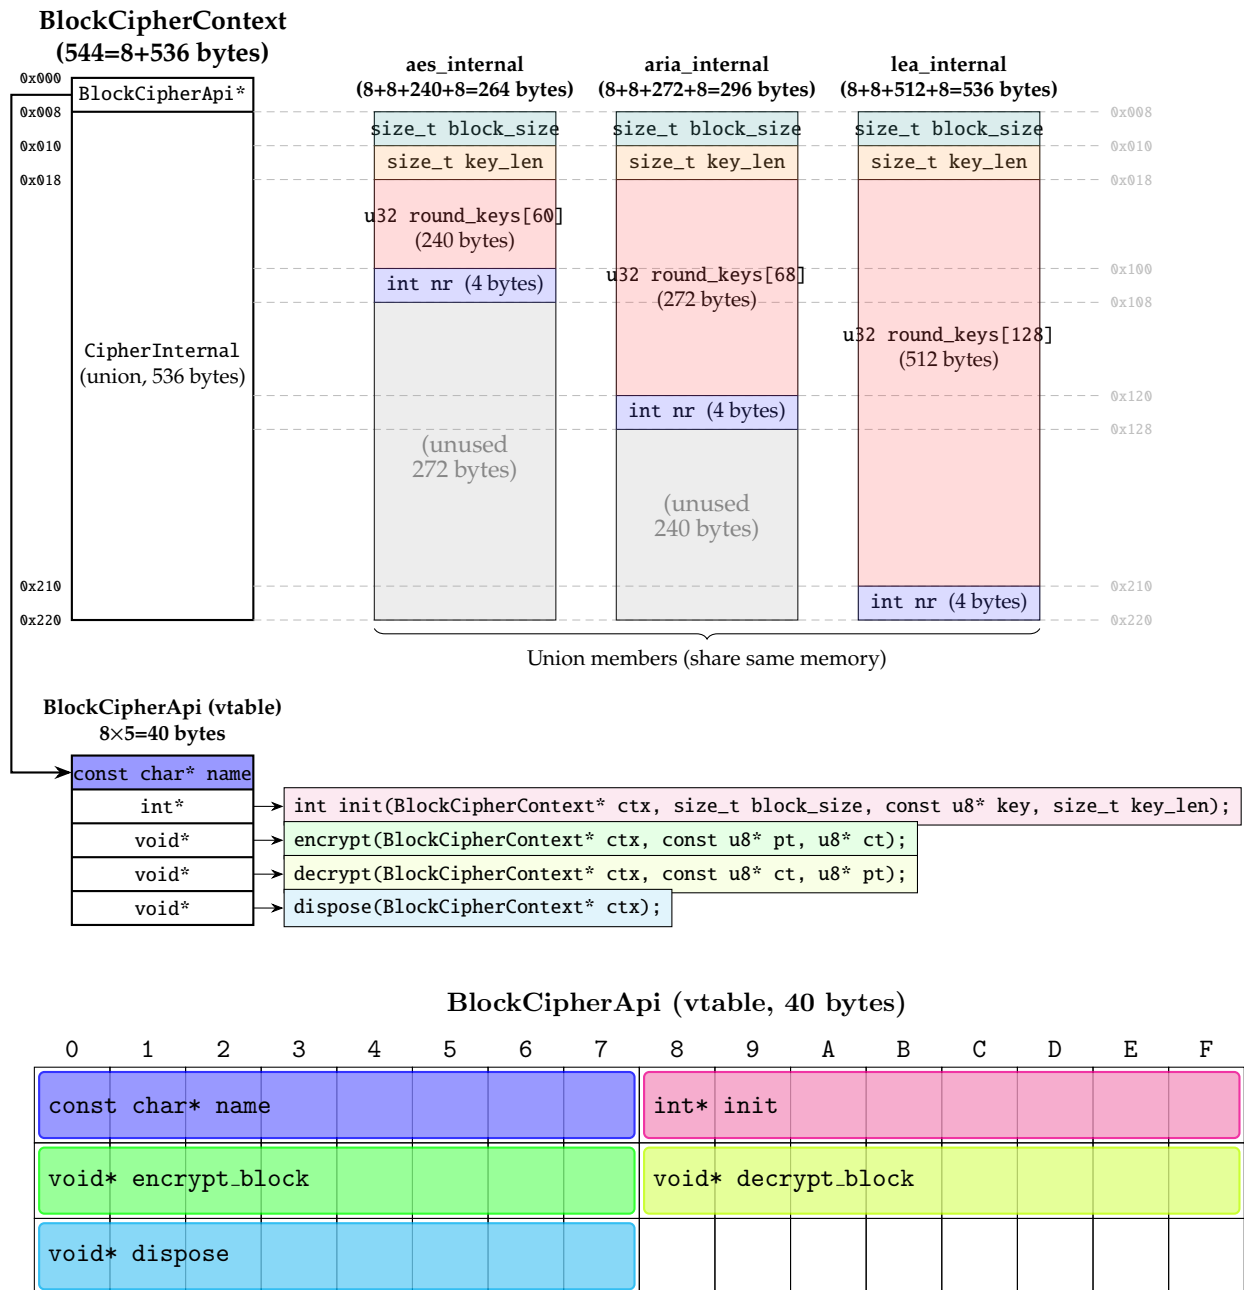 BlockCipherContext
(544=8+536 bytes)
0x000
BlockCipherApi*
0x008
0x010
0x018
CipherInternal
(union, 536 bytes)
0x210
0x220
aes_internal
(8+8+240+8=264 bytes)
size_t block_size
size_t key_len
u32 round_keys[60]
(240 bytes)
int nr (4 bytes)
(unused
272 bytes)
aria_internal
(8+8+272+8=296 bytes)
size_t block_size
size_t key_len
u32 round_keys[68]
(272 bytes)
int nr (4 bytes)
(unused
240 bytes)
lea_internal
(8+8+512+8=536 bytes)
size_t block_size
size_t key_len
u32 round_keys[128]
(512 bytes)
int nr (4 bytes)
0x008
0x010
0x018
0x100
0x108
0x120
0x128
0x210
0x220
Union members (share same memory)
BlockCipherApi (vtable)
8×5=40 bytes
const char* name
int*
int init(BlockCipherContext* ctx, size_t block_size, const u8* key, size_t key_len);
void*
encrypt(BlockCipherContext* ctx, const u8* pt, u8* ct);
void*
decrypt(BlockCipherContext* ctx, const u8* ct, u8* pt);
void*
dispose(BlockCipherContext* ctx);
BlockCipherApi (vtable, 40 bytes)
0 1 2 3 4 5 6 7 8 9 A B C D E F
const char* name
int* init
void* encrypt_block
void* decrypt_block
void* dispose